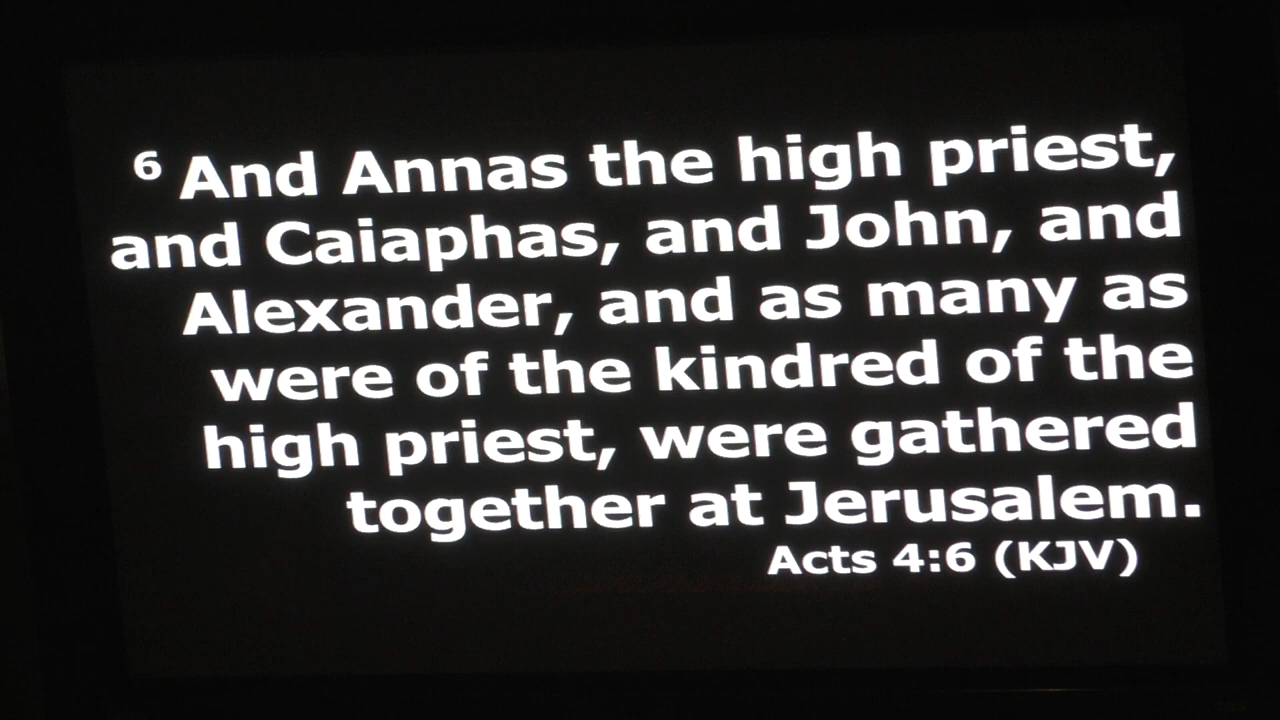 6 And Annas the high priest,
and Caiaphas, and John, and
Alexander, and as many as
were of the kindred of the
high priest, were gathered
together at Jerusalem.
Acts 4:6 (KJV)